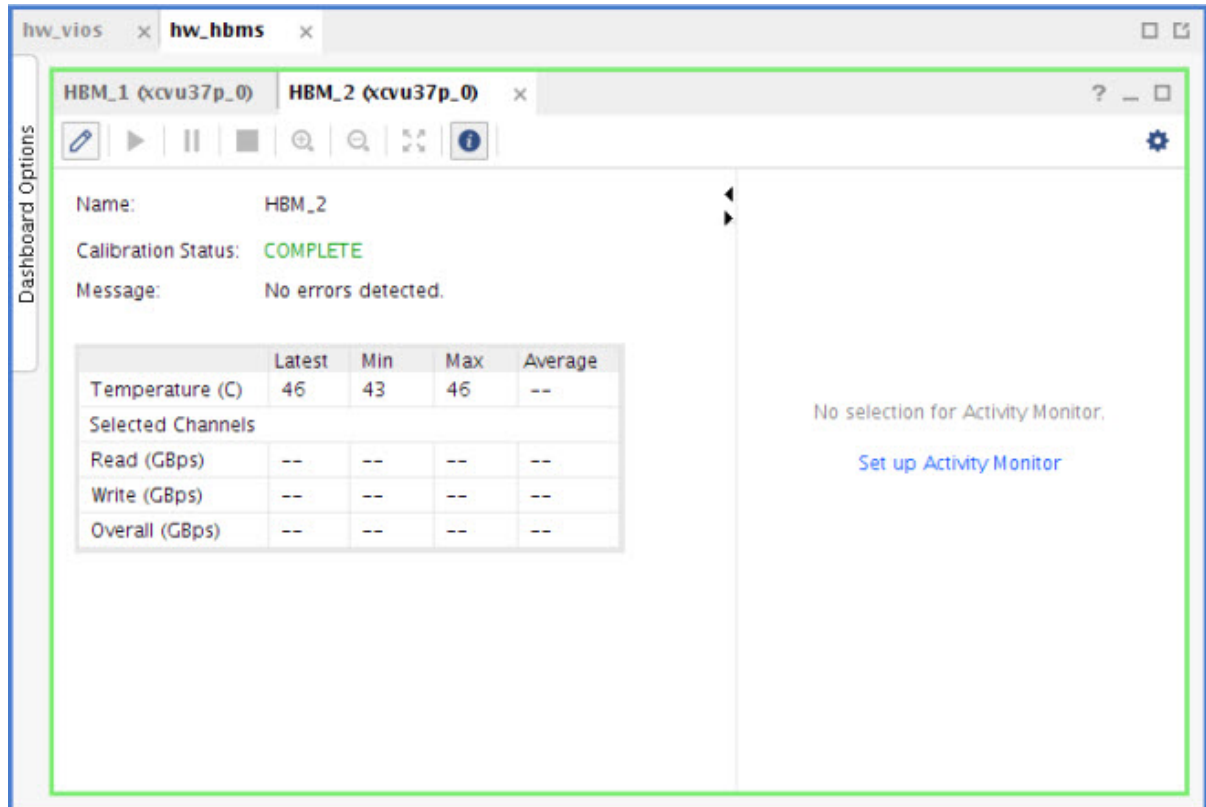 hw_vios × hw_hbms ×
Dashboard Options
HBM_1 (xcvu37p_0) HBM_2 (xcvu37p_0) × ?
Name: HBM_2
Calibration Status: COMPLETE
Message: No errors detected.
Latest Min Max Average
Temperature (C) 46 43 46 --
Selected Channels
Read (GBps) -- -- -- --
Write (GBps) -- -- -- --
Overall (GBps) -- -- -- --
No selection for Activity Monitor.
Set up Activity Monitor